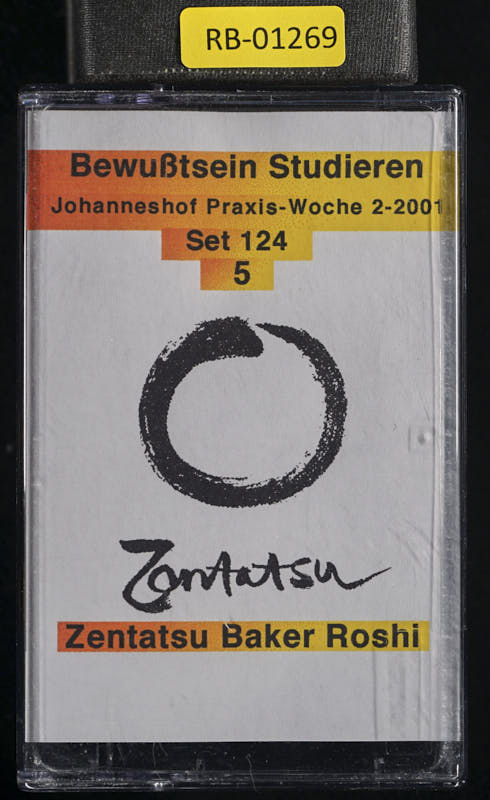 RB-01269
Bewußtsein Studieren
Johanneshof Praxis-Woche 2-2001
Set 124
5
Zentatsu
Zentatsu Baker Roshi